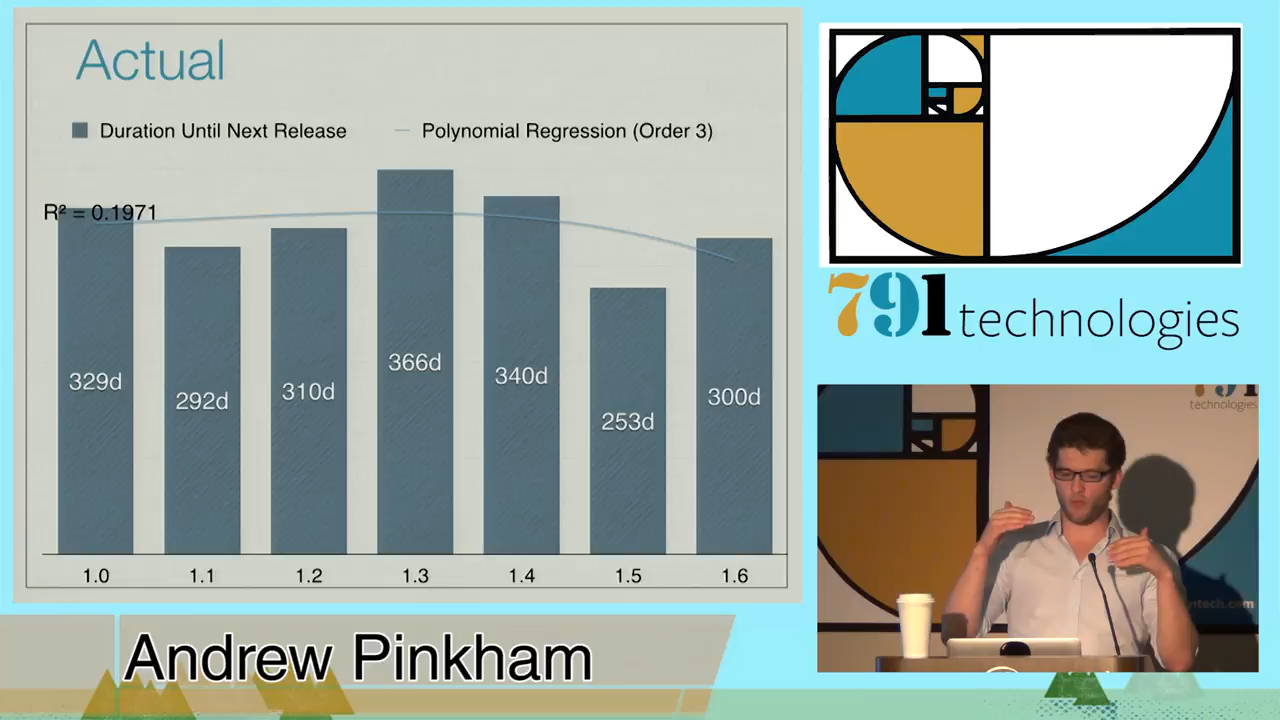 Actual
Duration Until Next Release
Polynomial Regression (Order 3)
R² = 0.1971
329d
292d
310d
366d
340d
253d
300d
1.0
1.1
1.2
1.3
1.4
1.5
1.6
791 technologies
791
technologies
Andrew Pinkham